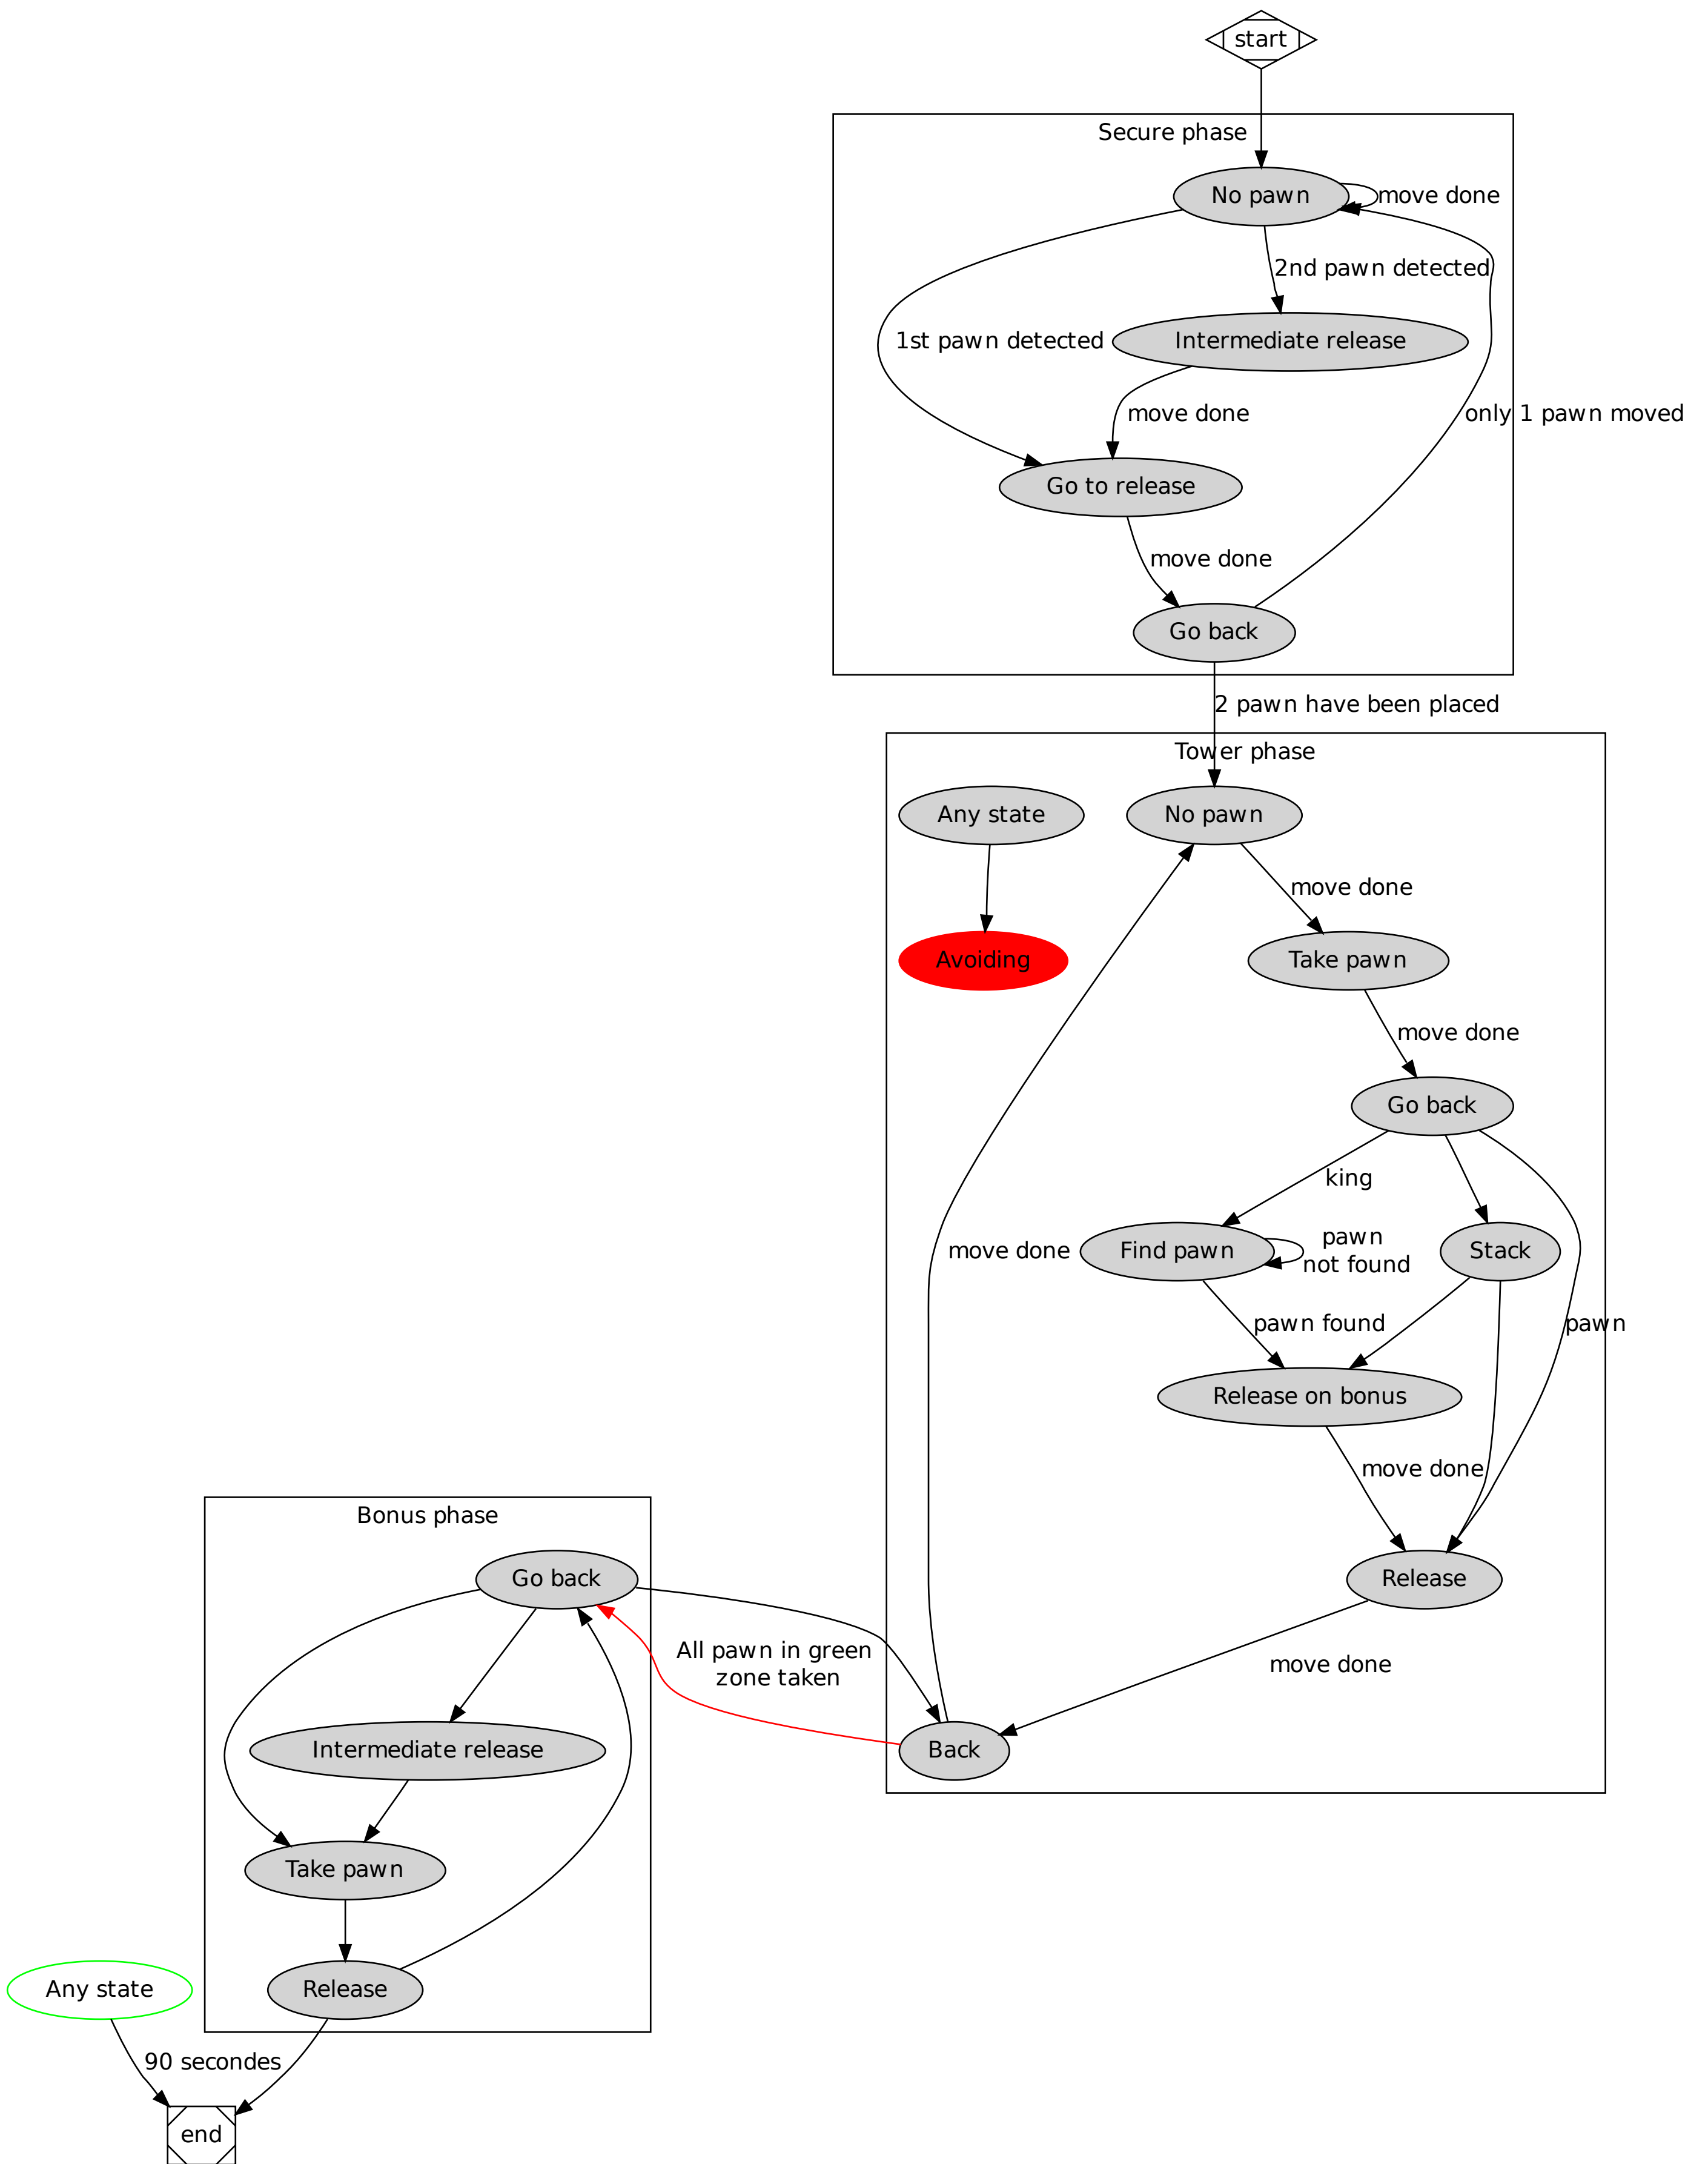 start
Secure phase
No pawn
move done
2nd pawn detected
1st pawn detected
Intermediate release
move done
only 1 pawn moved
Go to release
move done
Go back
2 pawn have been placed
Tower phase
Any state
No pawn
move done
Avoiding
Take pawn
move done
Go back
king
move done
Find pawn
pawn
not found
Stack
pawn found
pawn
Release on bonus
move done
Bonus phase
Go back
Release
All pawn in green
zone taken
move done
Intermediate release
Back
Take pawn
Any state
Release
90 secondes
end